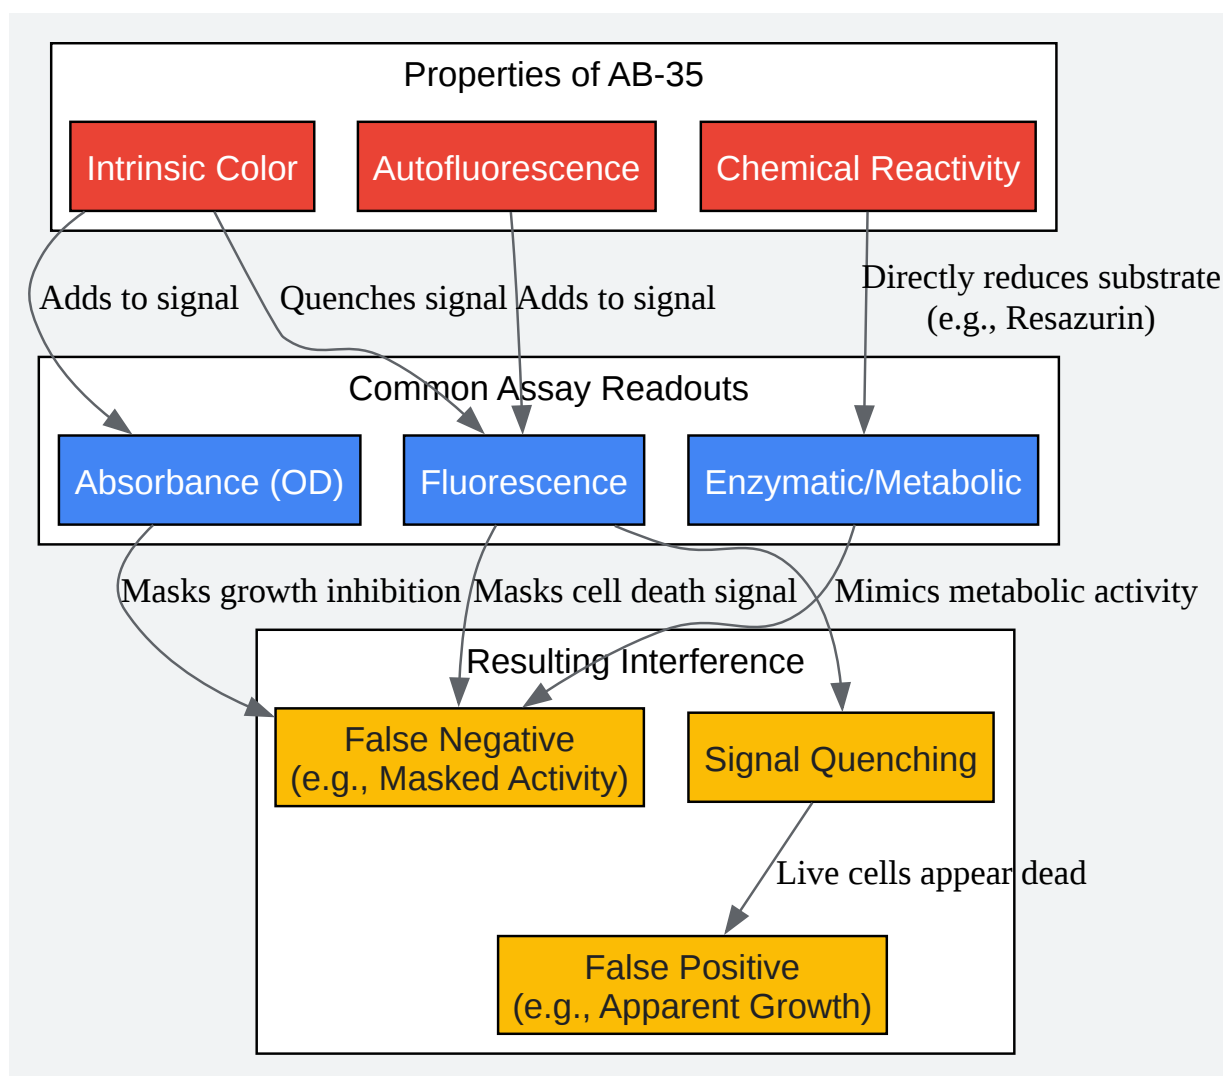 Properties of AB-35
Intrinsic Color
Autofluorescence
Chemical Reactivity
Adds to signal
Quenches signal
Adds to signal
Directly reduces substrate
(e.g., Resazurin)
Common Assay Readouts
Absorbance (OD)
Fluorescence
Enzymatic/Metabolic
Masks growth inhibition
Masks cell death signal
Mimics metabolic activity
Resulting Interference
False Negative
(e.g., Masked Activity)
Signal Quenching
Live cells appear dead
False Positive
(e.g., Apparent Growth)